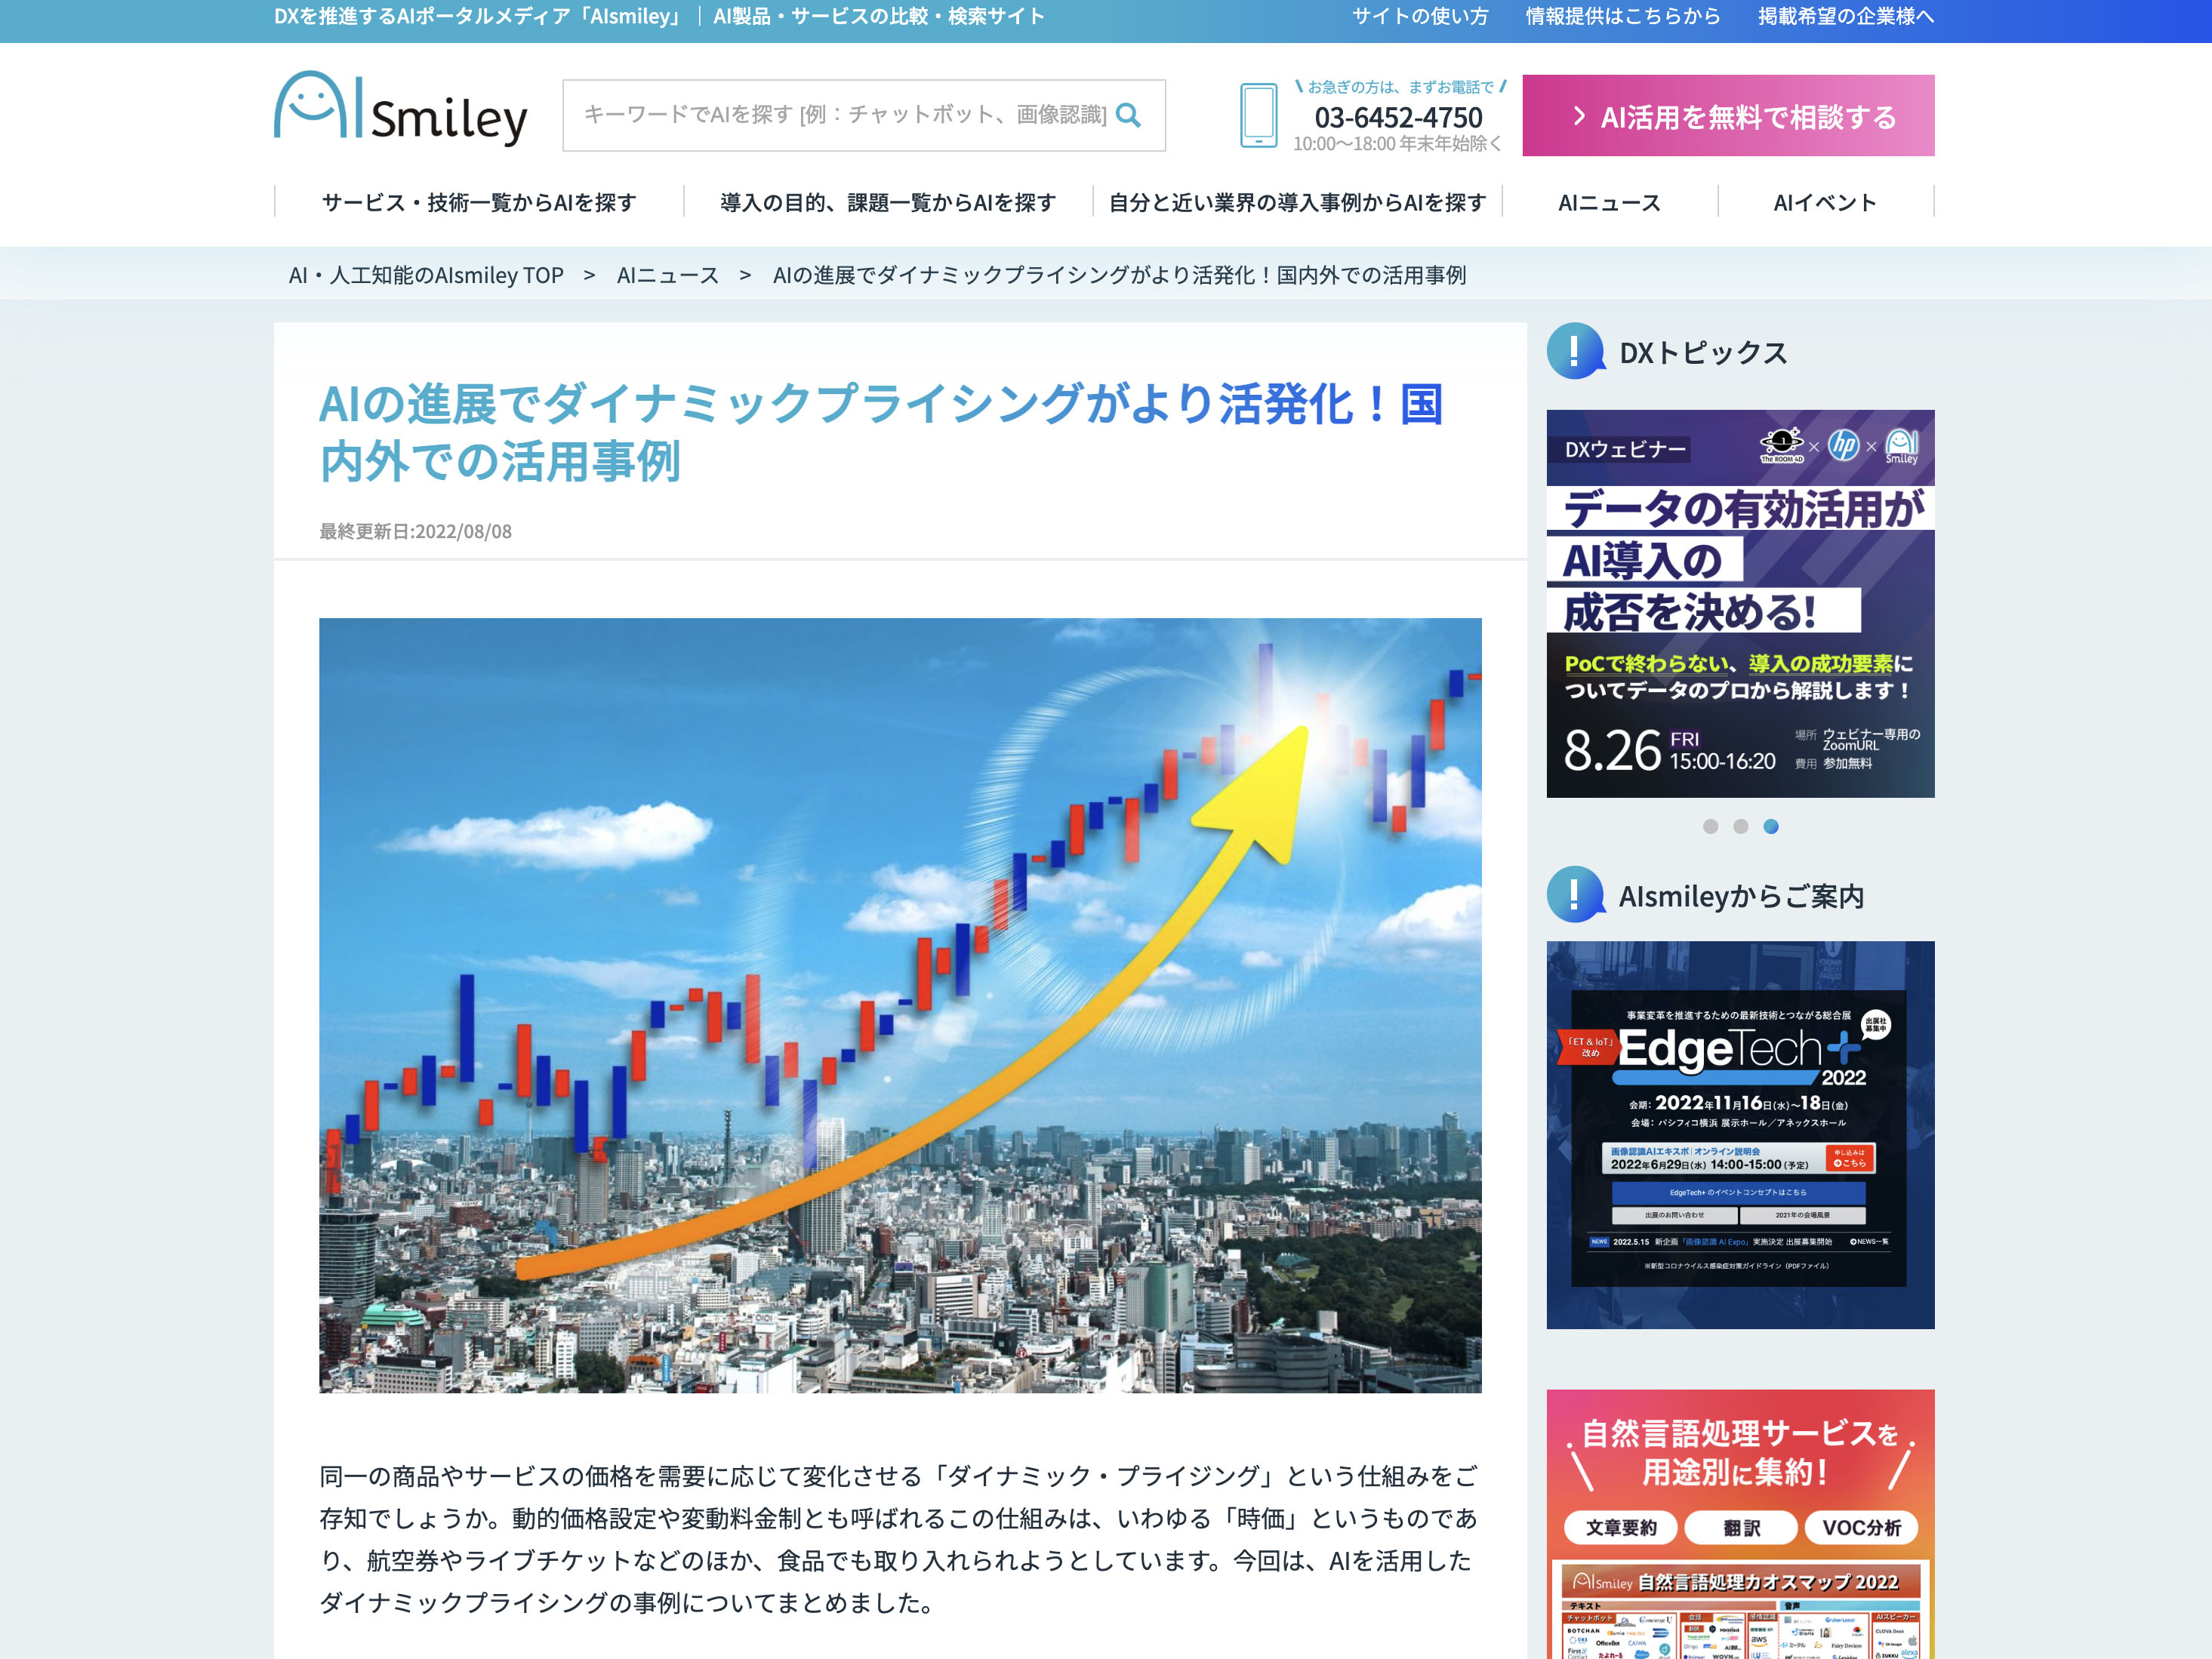 DXを推進するAIポータルメディア「AIsmiley」｜ AI製品・サービスの比較・検索サイト
サイトの使い方 情報提供はこちらから 掲載希望の企業様へ
AI Smiley
キーワードでAIを探す [例：チャットボット、画像認識]
お急ぎの方は、まずお電話で
03-6452-4750
10:00〜18:00 年末年始除く
AI活用を無料で相談する
サービス・技術一覧からAIを探す
導入の目的、課題一覧からAIを探す
自分と近い業界の導入事例からAIを探す
AIニュース
AIイベント
AI・人工知能のAIsmiley TOP > AIニュース > AIの進展でダイナミックプライシングがより活発化！国内外での活用事例
AIの進展でダイナミックプライシングがより活発化！国
内外での活用事例
最終更新日:2022/08/08
同一の商品やサービスの価格を需要に応じて変化させる「ダイナミック・プライジング」という仕組みをご
存知でしょうか。動的価格設定や変動料金制とも呼ばれるこの仕組みは、いわゆる「時価」というものであ
り、航空券やライブチケットなどのほか、食品でも取り入れられようとしています。今回は、AIを活用した
ダイナミックプライシングの事例についてまとめました。
DXトピックス
DXウェビナー
The ROOM 4D × hp × AI Smiley
データの有効活用が
AI導入の
成否を決める!
PoCで終わらない、導入の成功要素に
ついてデータのプロから解説します！
8.26 FRI 15:00-16:20
場所 ウェビナー専用の
ZoomURL
費用 参加無料
AIsmileyからご案内
事業変革を推進するための最新技術とつながる総合展
出展社
募集中
「ET & IoT」
改め
EdgeTech+
2022
会期：2022年11月16日(水)〜18日(金)
会場：パシフィコ横浜 展示ホール／アネックスホール
画像認識AIエキスポ | オンライン説明会
2022年6月29日(水) 14:00-15:00 (予定)
申し込みは
こちら
EdgeTech+ のイベントコンセプトはこちら
出展のお問い合わせ
2021年の会場風景
NEWS 2022.5.15 新企画「画像認識 AI Expo」実施決定 出展募集開始 NEWS一覧
※新型コロナウイルス感染症対策ガイドライン（PDFファイル）
自然言語処理サービスを
用途別に集約！
文章要約 翻訳 VOC分析
AI Smiley 自然言語処理カオスマップ 2022
テキスト 音声
チャットボット 会話 感情認識 AIスピーカー
BOTCHAN
OfficeBot CAIWA
aws
CLOVA Desk
Fairy Devices
たよれーる
WOVN
ZUKKU alexa